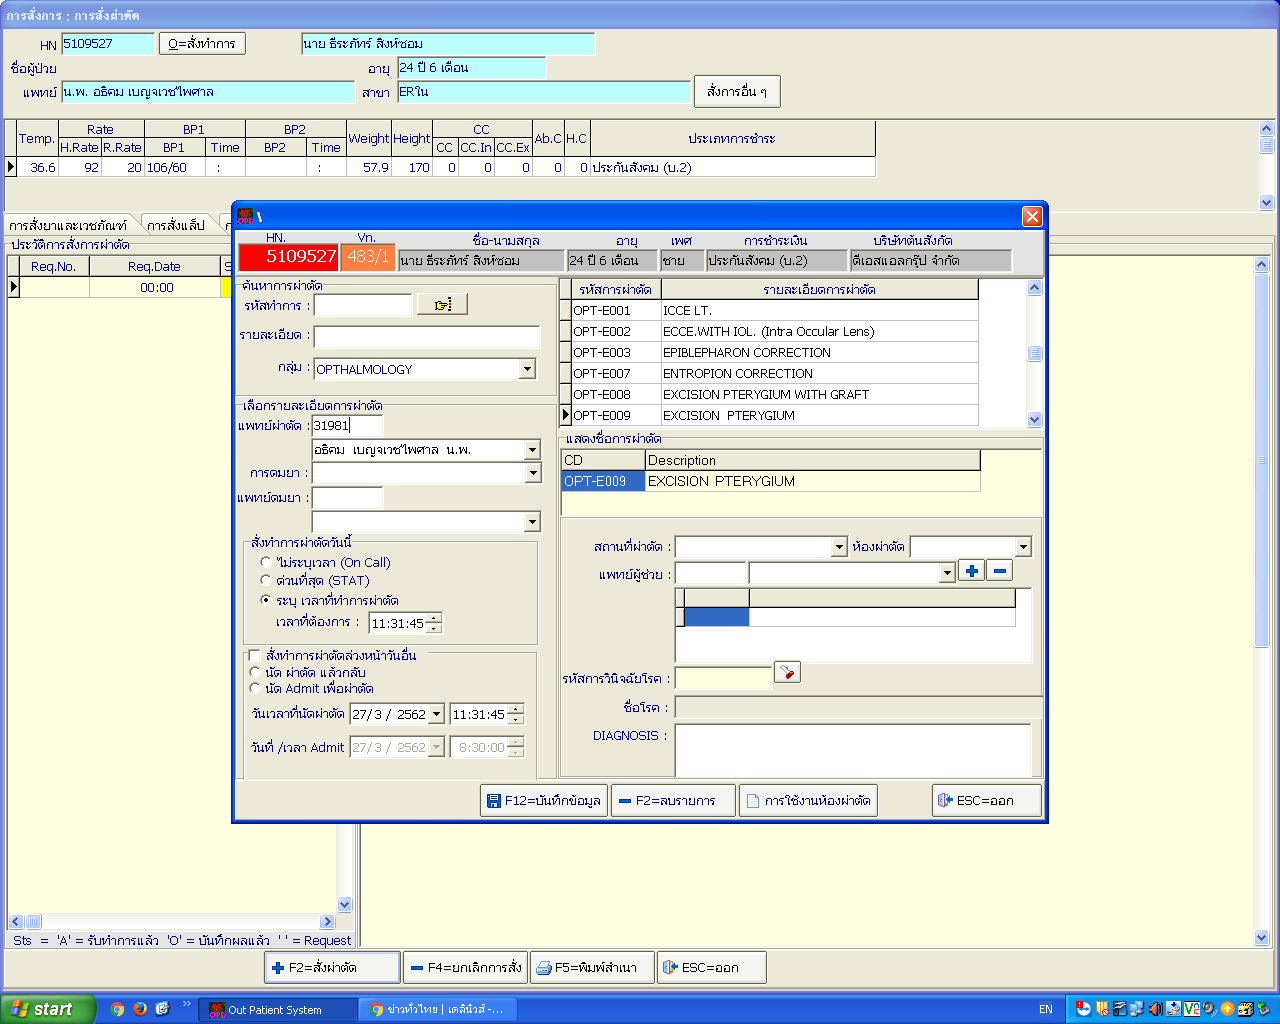 การสั่งการ : การสั่งผ่าตัด
HN 5109527 O=สั่งทำการ นาย ธีระภัทร์ สิงห์ซอม
ชื่อผู้ป่วย อายุ 24 ปี 6 เดือน
แพทย์ น.พ. อธิคม เบญจเวชไพศาล สาขา ERใน สั่งการอื่น ๆ
Temp. Rate BP1 BP2 Weight Height CC Ab.C H.C ประเภทการชำระ
H.Rate R.Rate BP1 Time BP2 Time CC CC.In CC.Ex
36.6 92 20 106/60 : : 57.9 170 0 0 0 0 0 ประกันสังคม (บ.2)
การสั่งยาและเวชภัณฑ์ การสั่งแล็ป
ประวัติการสั่งการผ่าตัด
Req.No. Req.Date S
00:00
OPD \
HN. Vn. ชื่อ-นามสกุล อายุ เพศ การชำระเงิน บริษัทต้นสังกัด
5109527 483/1 นาย ธีระภัทร์ สิงห์ซอม 24 ปี 6 เดือน ชาย ประกันสังคม (บ.2) ดีเอสแอลกรุ๊ป จำกัด
ค้นหาการผ่าตัด
รหัสทำการ :
รายละเอียด :
กลุ่ม : OPTHALMOLOGY
รหัสการผ่าตัด รายละเอียดการผ่าตัด
OPT-E001 ICCE LT.
OPT-E002 ECCE.WITH IOL. (Intra Occular Lens)
OPT-E003 EPIBLEPHARON CORRECTION
OPT-E007 ENTROPION CORRECTION
OPT-E008 EXCISION PTERYGIUM WITH GRAFT
OPT-E009 EXCISION PTERYGIUM
เลือกรายละเอียดการผ่าตัด
แพทย์ผ่าตัด : 31981
อธิคม เบญจเวชไพศาล น.พ.
การดมยา :
แพทย์ดมยา :
แสดงชื่อการผ่าตัด
CD Description
OPT-E009 EXCISION PTERYGIUM
สั่งทำการผ่าตัดวันนี้
ไม่ระบุเวลา (On Call)
ด่วนที่สุด (STAT)
ระบุ เวลาที่ทำการผ่าตัด
เวลาที่ต้องการ : 11:31:45
สั่งทำการผ่าตัดล่วงหน้าวันอื่น
นัด ผ่าตัด แล้วกลับ
นัด Admit เพื่อผ่าตัด
วันเวลาที่นัดผ่าตัด 27/3 / 2562 11:31:45
วันที่ /เวลา Admit 27/3 / 2562 8:30:00
สถานที่ผ่าตัด : ห้องผ่าตัด
แพทย์ผู้ช่วย :
รหัสการวินิจฉัยโรค :
ชื่อโรค :
DIAGNOSIS :
F12=บันทึกข้อมูล F2=ลบรายการ การใช้งานห้องผ่าตัด ESC=ออก
Sts = 'A' = รับทำการแล้ว 'O' = บันทึกผลแล้ว ' ' = Request
F2=สั่งผ่าตัด F4=ยกเลิกการสั่ง F5=พิมพ์สำเนา ESC=ออก
start Out Patient System ข่าวทั่วไทย | เดลินิวส์ -... EN